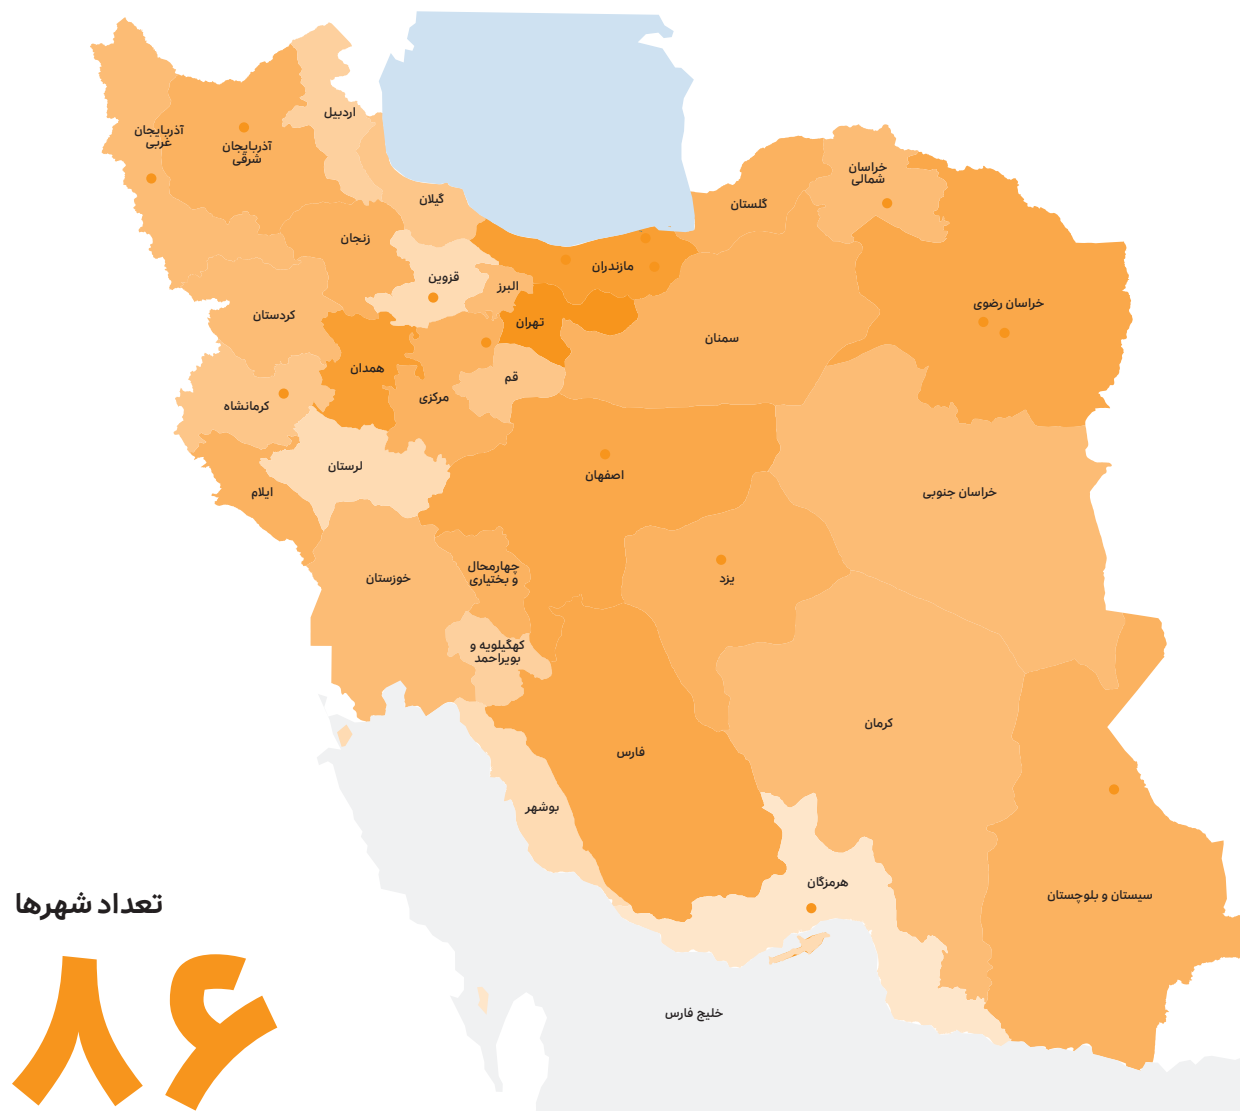 اردبیل
آذربایجان
غربی
آذربایجان
شرقی
خراسان
شمالی
گیلان
گلستان
زنجان
مازندران
قزوین
البرز
خراسان رضوی
کردستان
تهران
سمنان
همدان
قم
مرکزی
کرمانشاه
لرستان
اصفهان
ایلام
خراسان جنوبی
چهارمحال
و بختیاری
خوزستان
یزد
کهگیلویه و
بویراحمد
کرمان
فارس
بوشهر
هرمزگان
سیستان و بلوچستان
تعداد شهرها
۸۶
خلیج فارس